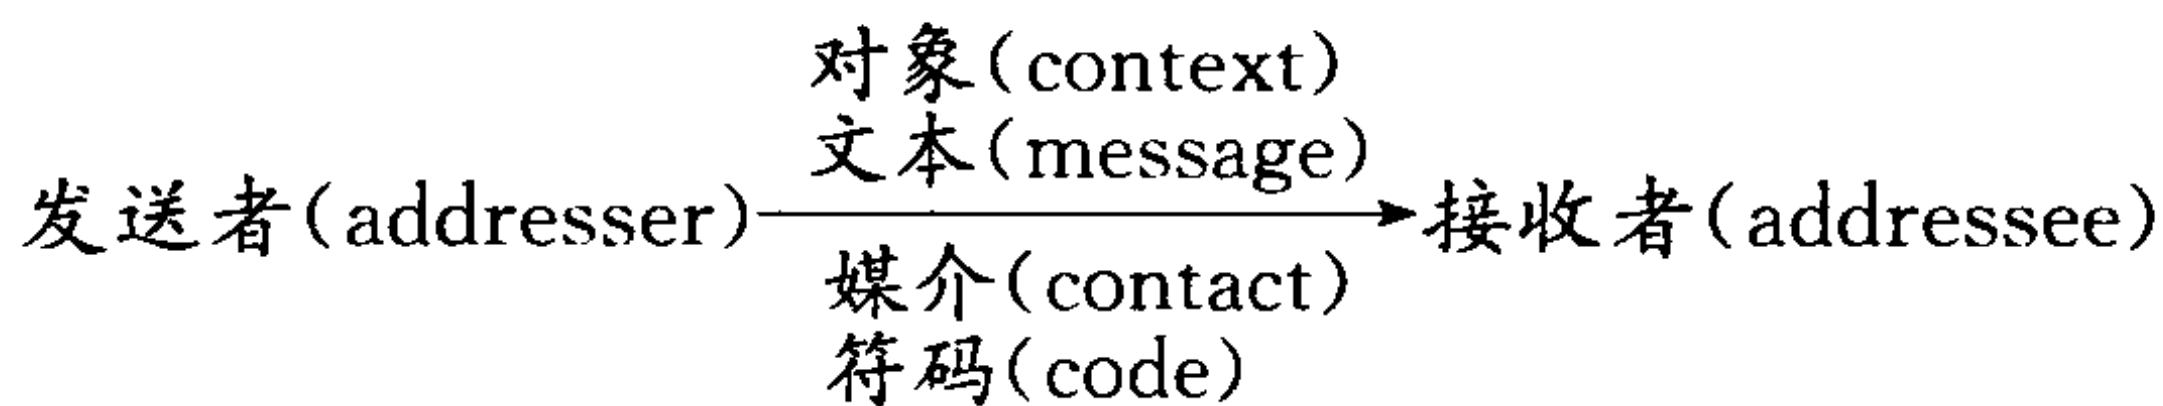 对象(context)
文本(message)
发送者(addresser)
接收者(addressee)
媒介(contact)
符码(code)